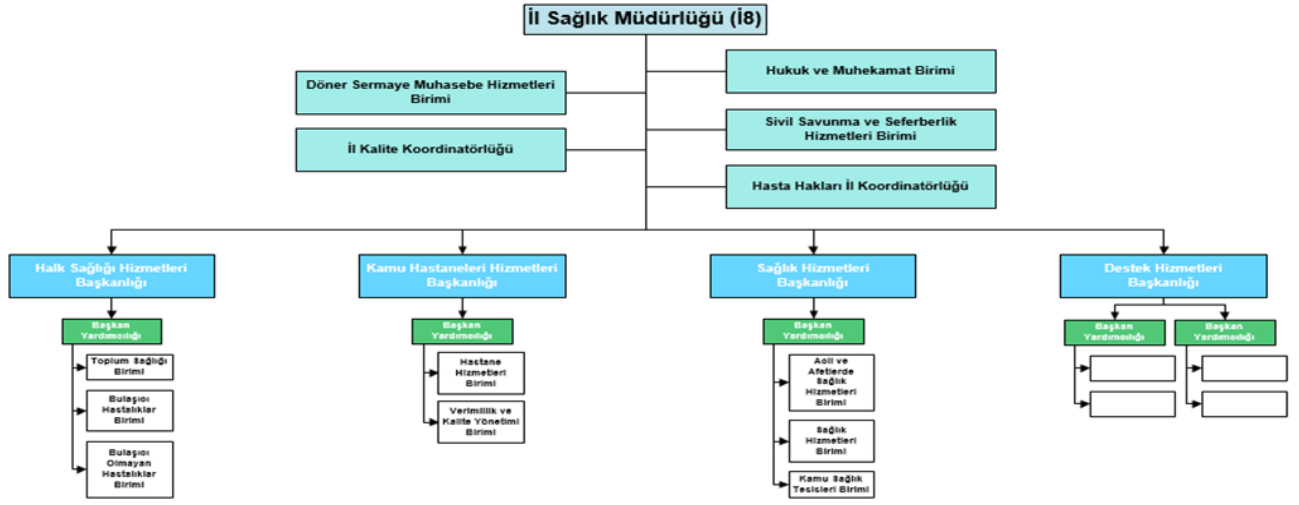 İl Sağlık Müdürlüğü (İ8)
Döner Sermaye Muhasebe Hizmetleri
Birimi
İl Kalite Koordinatörlüğü
Hukuk ve Muhekamat Birimi
Sivil Savunma ve Seferberlik
Hizmetleri Birimi
Hasta Hakları İl Koordinatörlüğü
Halk Sağlığı Hizmetleri
Başkanlığı
Başkan
Yardımcılığı
Toplum Sağlığı
Birimi
Bulaşıcı
Hastalıklar
Birimi
Bulaşıcı
Olmayan
Hastalıklar
Birimi
Kamu Hastaneleri Hizmetleri
Başkanlığı
Başkan
Yardımcılığı
Hastane
Hizmetleri
Birimi
Verimlilik ve
Kalite Yönetimi
Birimi
Sağlık Hizmetleri
Başkanlığı
Başkan
Yardımcılığı
Acil ve
Afetlerde
Sağlık
Hizmetleri
Birimi
Sağlık
Hizmetleri
Birimi
Kamu Sağlık
Tesisleri Birimi
Destek Hizmetleri
Başkanlığı
Başkan
Yardımcılığı
Başkan
Yardımcılığı